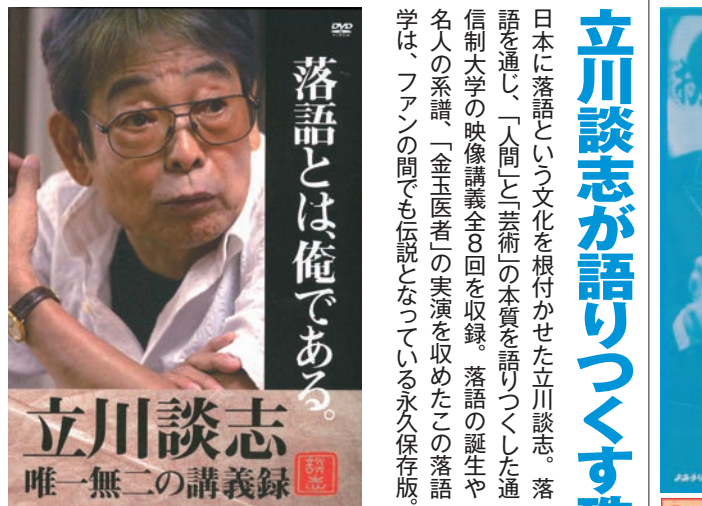 立川談志が語りつくす
日本に落語という文化を根付かせた立川談志。落
語を通じ、「人間」と「芸術」の本質を語りつくした通
信制大学の映像講義全8回を収録。落語の誕生や
名人の系譜、「金玉医者」の実演を収めたこの落語
学は、ファンの間でも伝説となっている永久保存版。
DVD
落語とは、俺である。
立川談志
唯一無二の講義録
談志